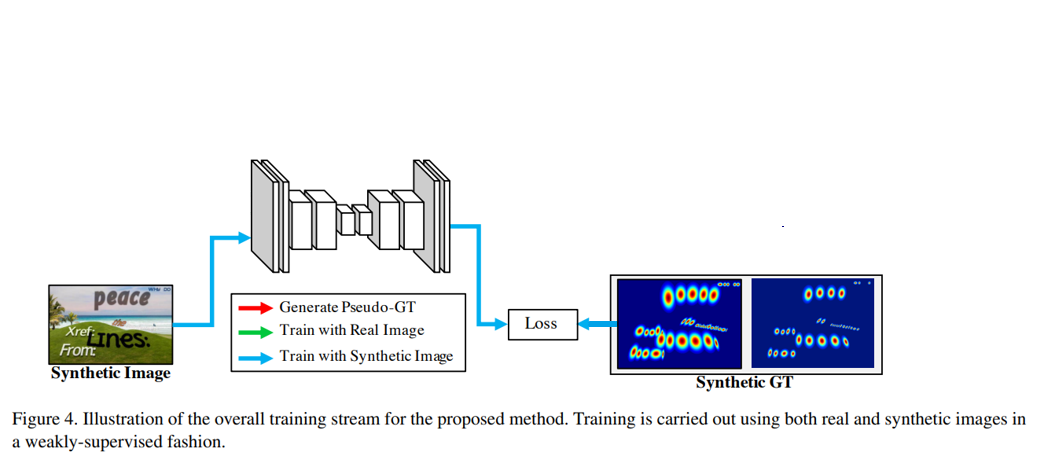 peace
the
Xref:
LINES:
From:
Synthetic Image
Generate Pseudo-GT
Train with Real Image
Train with Synthetic Image
Loss
Synthetic GT
Figure 4. Illustration of the overall training stream for the proposed method. Training is carried out using both real and synthetic images in
a weakly-supervised fashion.